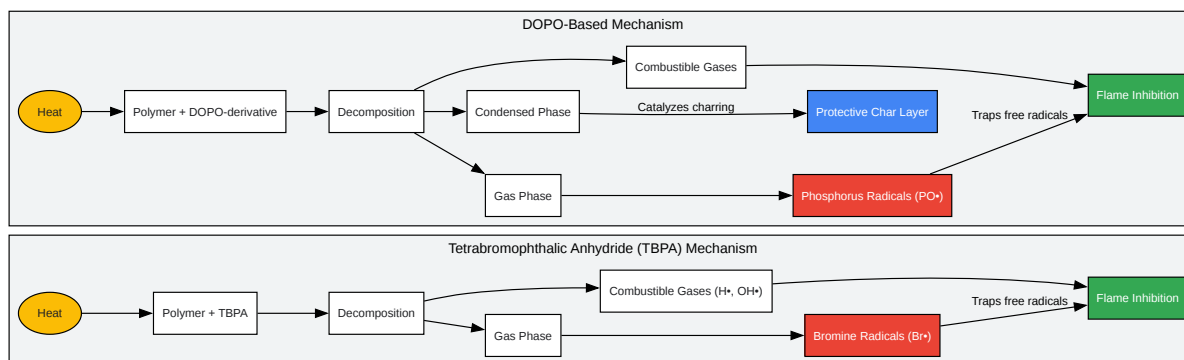 DOPO-Based Mechanism
Combustible Gases
Heat
Polymer + DOPO-derivative
Decomposition
Condensed Phase
Catalyzes charring
Protective Char Layer
Flame Inhibition
Traps free radicals
Gas Phase
Phosphorus Radicals (PO•)
Tetrabromophthalic Anhydride (TBPA) Mechanism
Combustible Gases (H•, OH•)
Heat
Polymer + TBPA
Decomposition
Traps free radicals
Flame Inhibition
Gas Phase
Bromine Radicals (Br•)